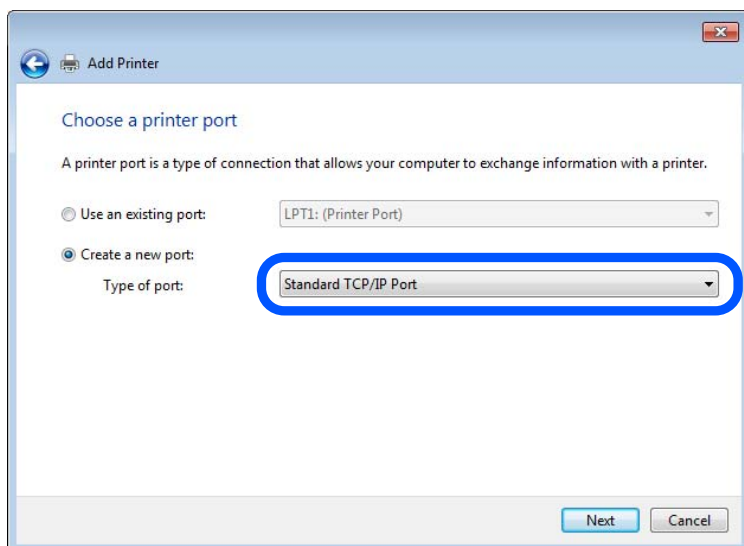 Add Printer
Choose a printer port
A printer port is a type of connection that allows your computer to exchange information with a printer.
Use an existing port: LPT1: (Printer Port)
Create a new port:
Type of port: Standard TCP/IP Port
Next Cancel